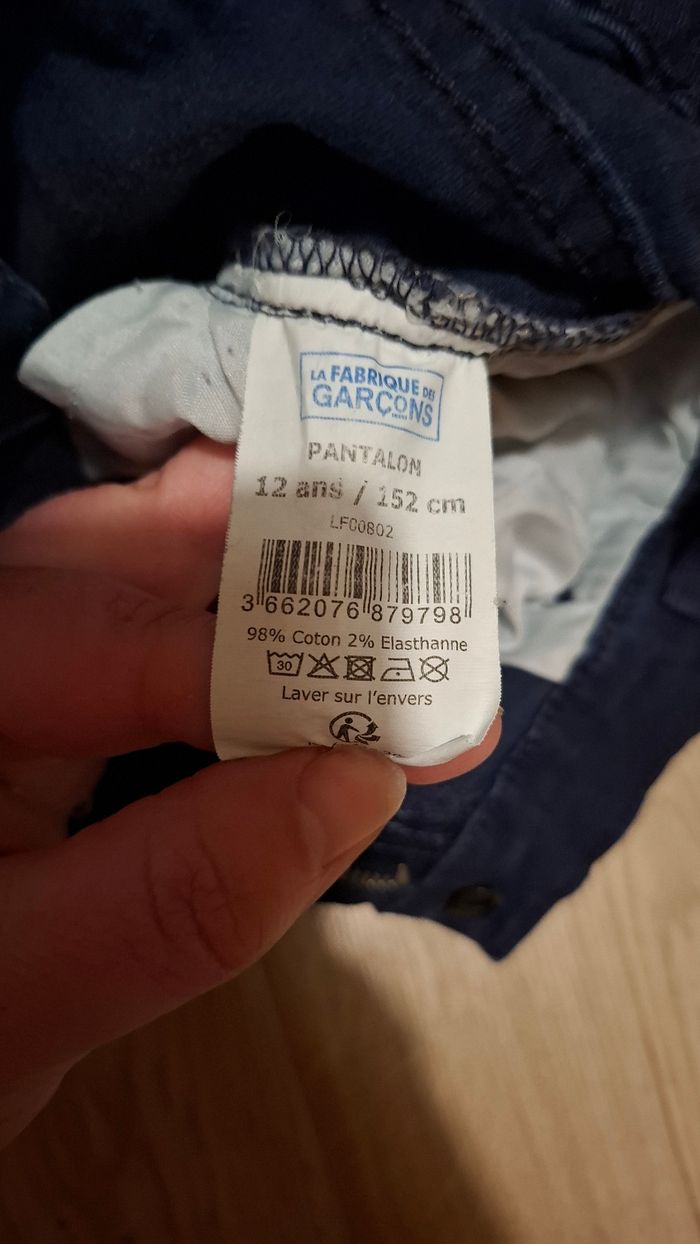 LA FABRIQUE DES
GARÇONS
PANTALON
12 ans / 152 cm
LFG0802
3 662076 879798
98% Coton 2% Elasthanne
30
Laver sur l'envers